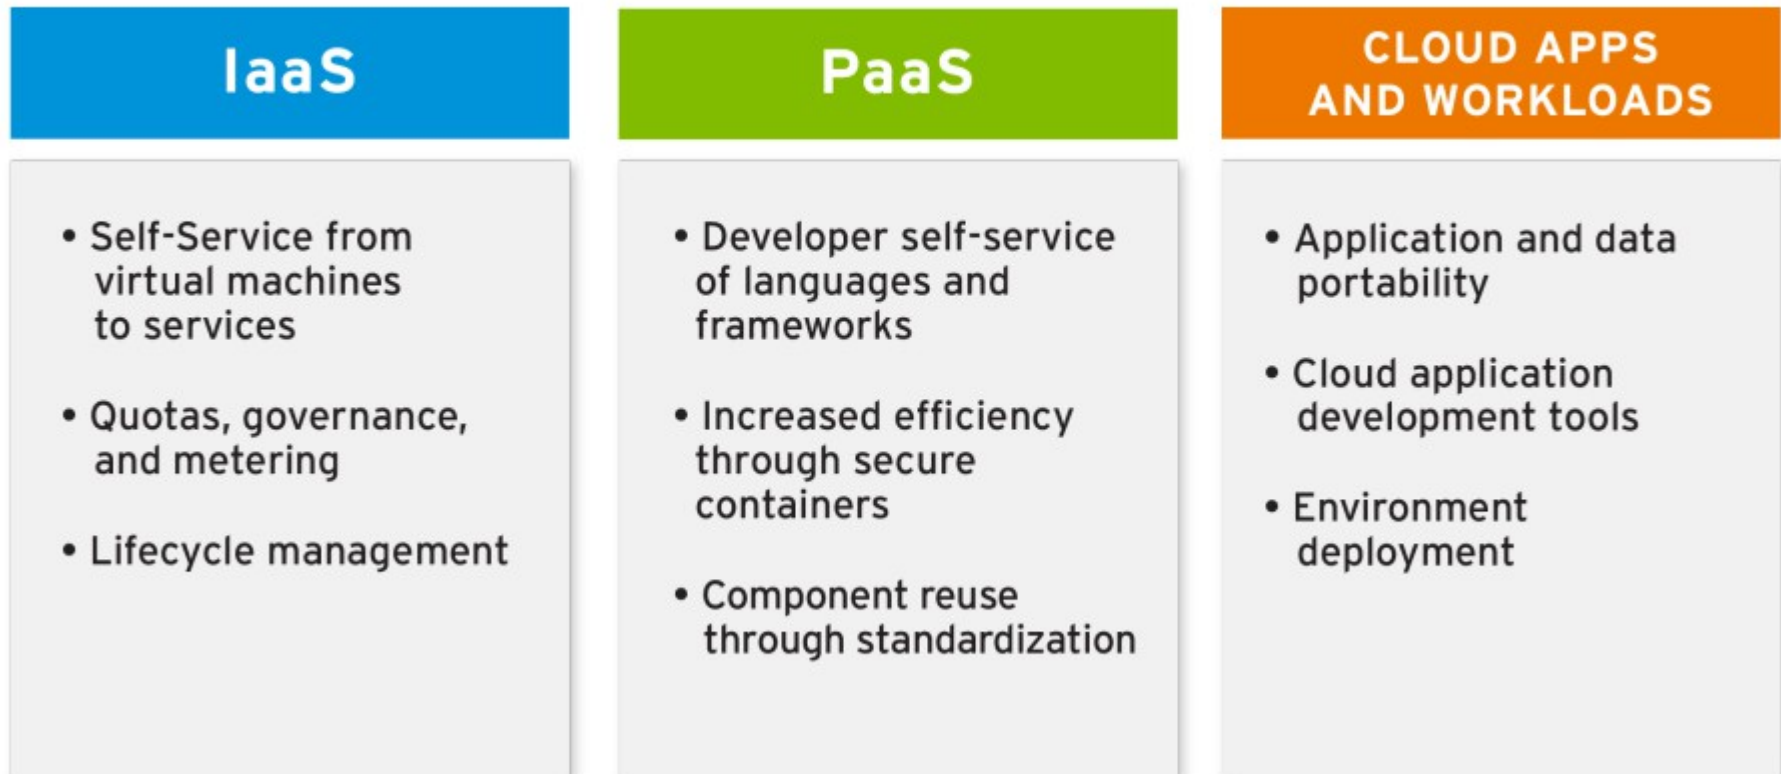 IaaS
• Self-Service from
virtual machines
to services
• Quotas, governance,
and metering
• Lifecycle management
PaaS
• Developer self-service
of languages and
frameworks
• Increased efficiency
through secure
containers
• Component reuse
through standardization
CLOUD APPS
AND WORKLOADS
• Application and data
portability
• Cloud application
development tools
• Environment
deployment